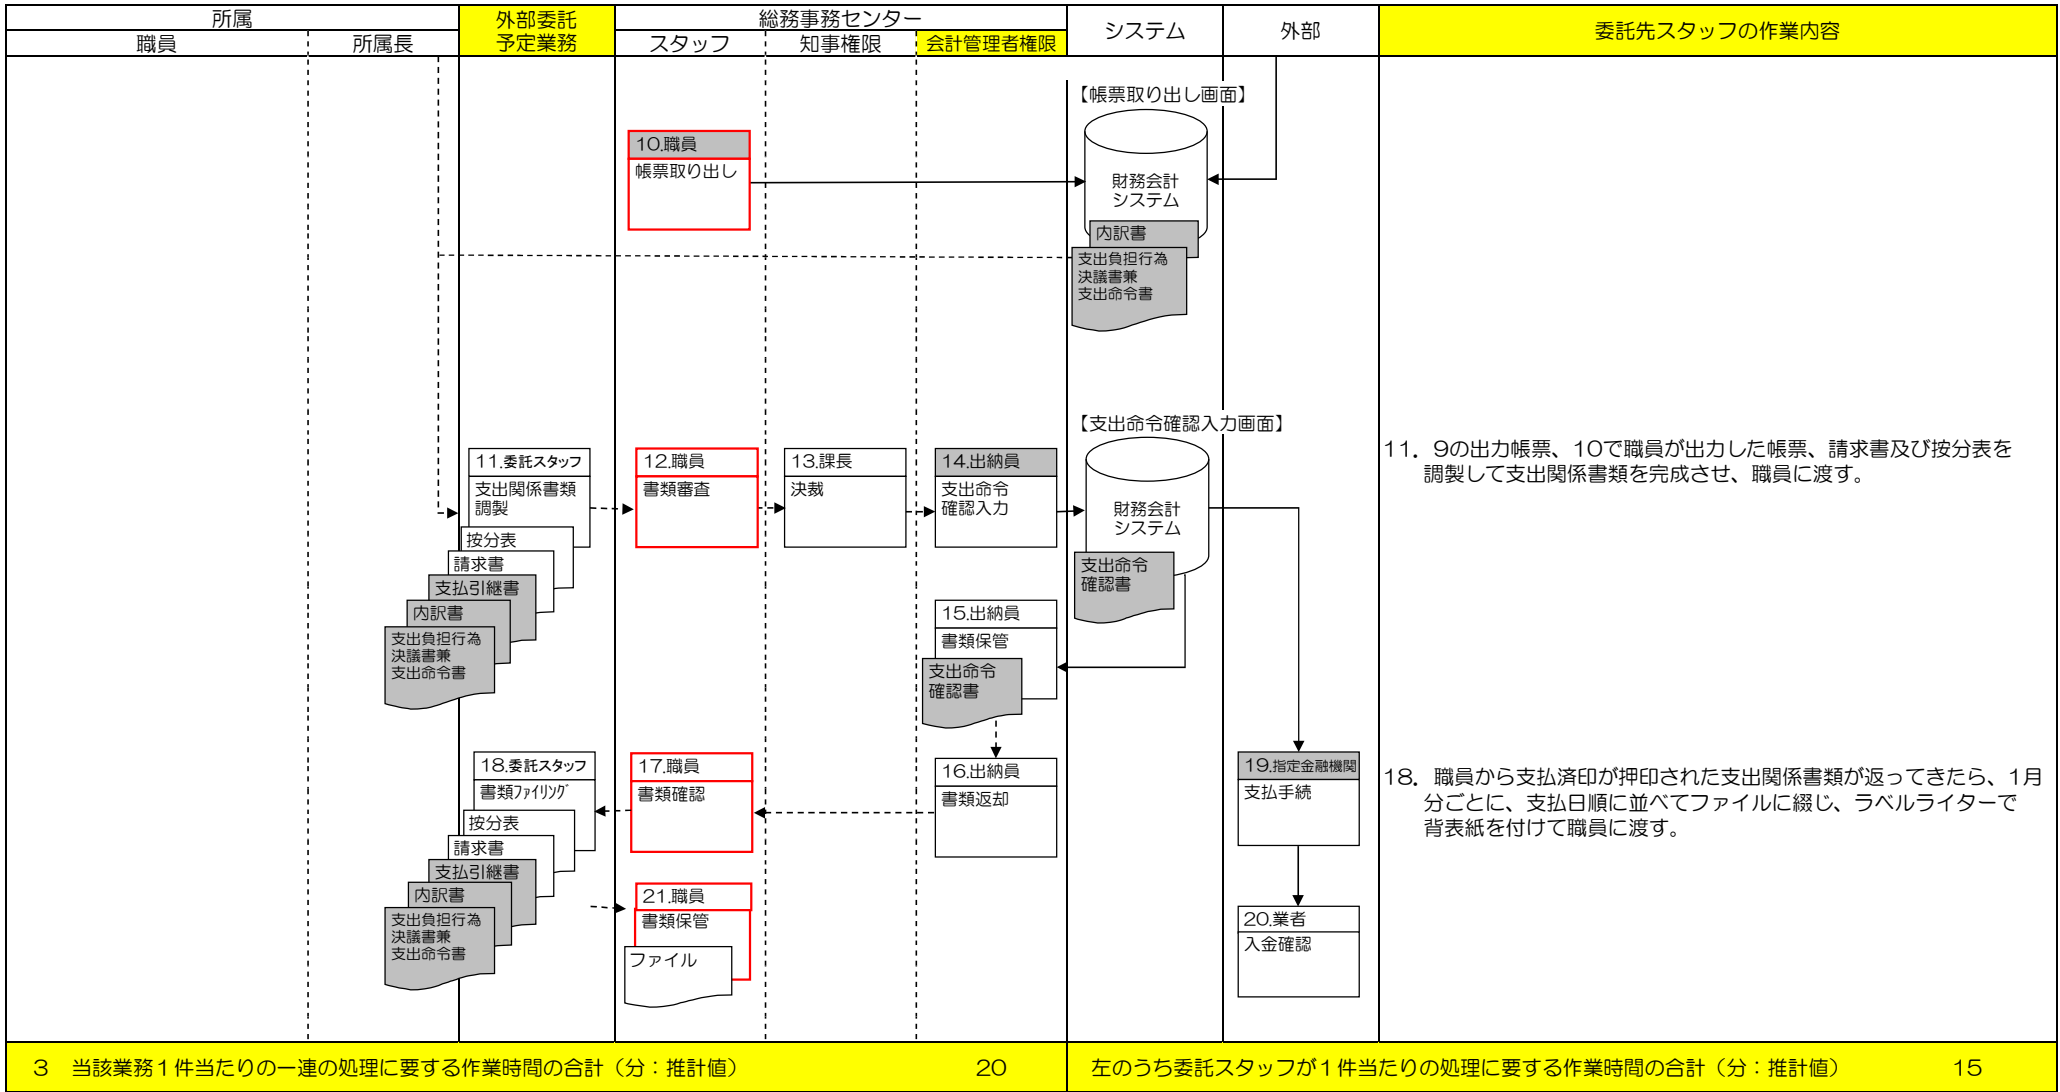 所属
外部委託
予定業務
総務事務センター
システム
外部
委託先スタッフの作業内容
職員
所属長
スタッフ
知事権限
会計管理者権限
【帳票取り出し画面】
10.職員
帳票取り出し
財務会計
システム
内訳書
支出負担行為
決議書兼
支出命令書
【支出命令確認入力画面】
11.委託スタッフ
支出関係書類
調製
12.職員
書類審査
13.課長
決裁
14.出納員
支出命令
確認入力
財務会計
システム
支出命令
確認書
11．9の出力帳票、10で職員が出力した帳票、請求書及び按分表を
調製して支出関係書類を完成させ、職員に渡す。
按分表
請求書
支払引継書
内訳書
支出負担行為
決議書兼
支出命令書
15.出納員
書類保管
支出命令
確認書
18.委託スタッフ
書類ﾌｧｲﾘﾝｸﾞ
17.職員
書類確認
16.出納員
書類返却
19.指定金融機関
支払手続
18．職員から支払済印が押印された支出関係書類が返ってきたら、1月
分ごとに、支払日順に並べてファイルに綴じ、ラベルライターで
背表紙を付けて職員に渡す。
按分表
請求書
支払引継書
内訳書
支出負担行為
決議書兼
支出命令書
21.職員
書類保管
ファイル
20.業者
入金確認
3　当該業務１件当たりの一連の処理に要する作業時間の合計（分：推計値）　20
左のうち委託スタッフが１件当たりの処理に要する作業時間の合計（分：推計値）　15